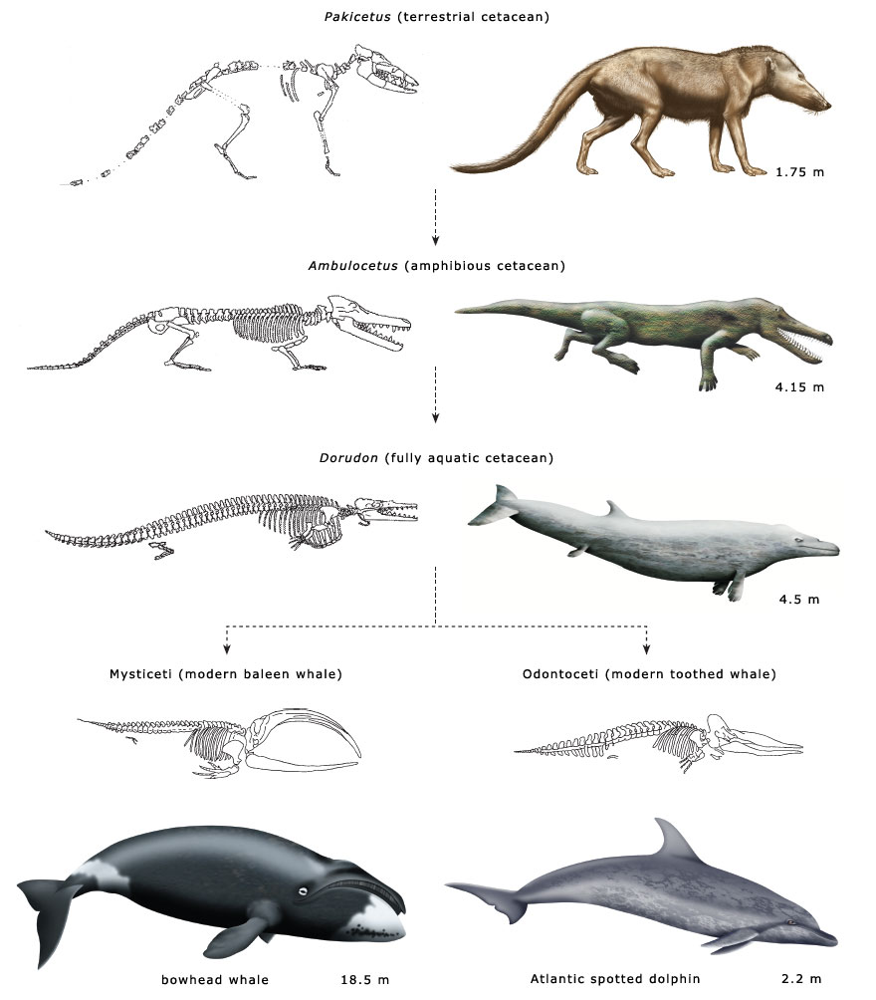 Pakicetus (terrestrial cetacean)
1.75 m
Ambulocetus (amphibious cetacean)
4.15 m
Dorudon (fully aquatic cetacean)
4.5 m
Mysticeti (modern baleen whale)
Odontoceti (modern toothed whale)
bowhead whale
18.5 m
Atlantic spotted dolphin
2.2 m